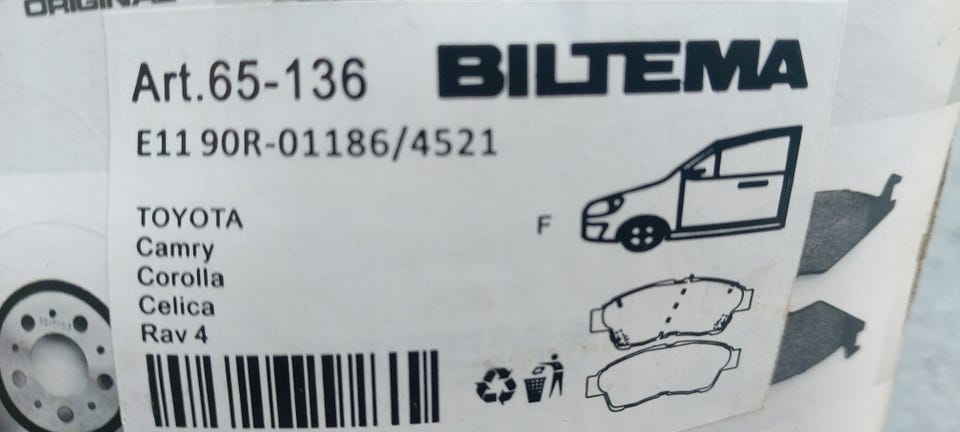 ORIGINAL
Art.65-136
BILTEMA
E11 90R-01186/4521
TOYOTA
Camry
Corolla
Celica
Rav 4
F